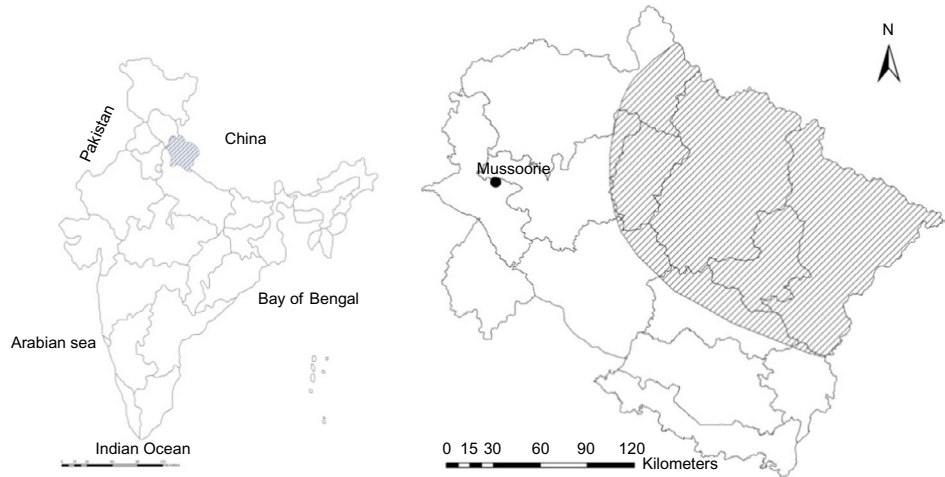 Pakistan
China
Bay of Bengal
Arabian sea
Indian Ocean
N
Mussoorie
0 15 30 60 90 120
Kilometers